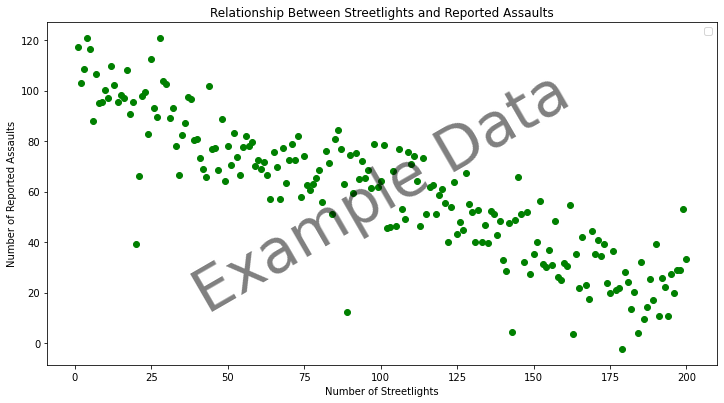 Relationship Between Streetlights and Reported Assaults
120
100
80
60
40
20
0
Number of Reported Assaults
Example Data
0 25 50 75 100 125 150 175 200
Number of Streetlights